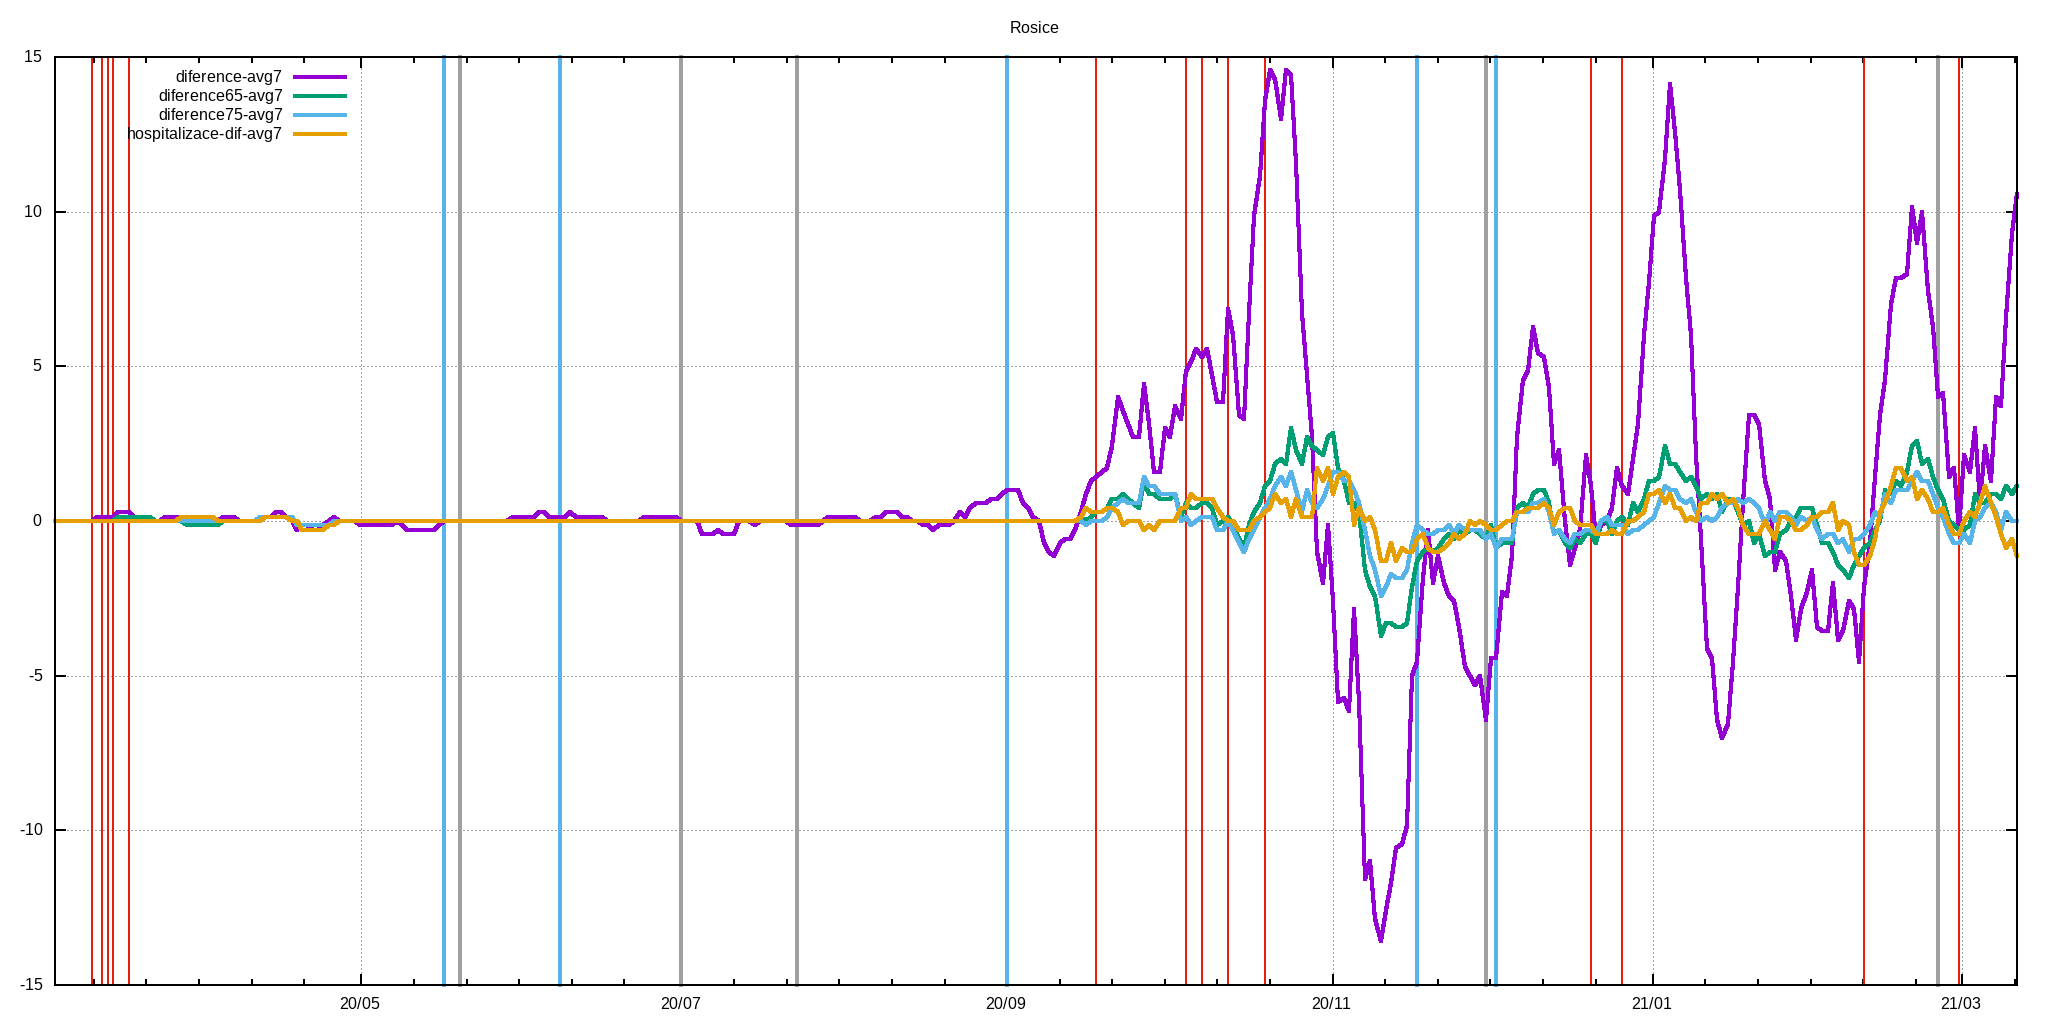 Rosice
15
10
5
0
-5
-10
-15
diference-avg7
diference65-avg7
diference75-avg7
hospitalizace-dif-avg7
20/05
20/07
20/09
20/11
21/01
21/03